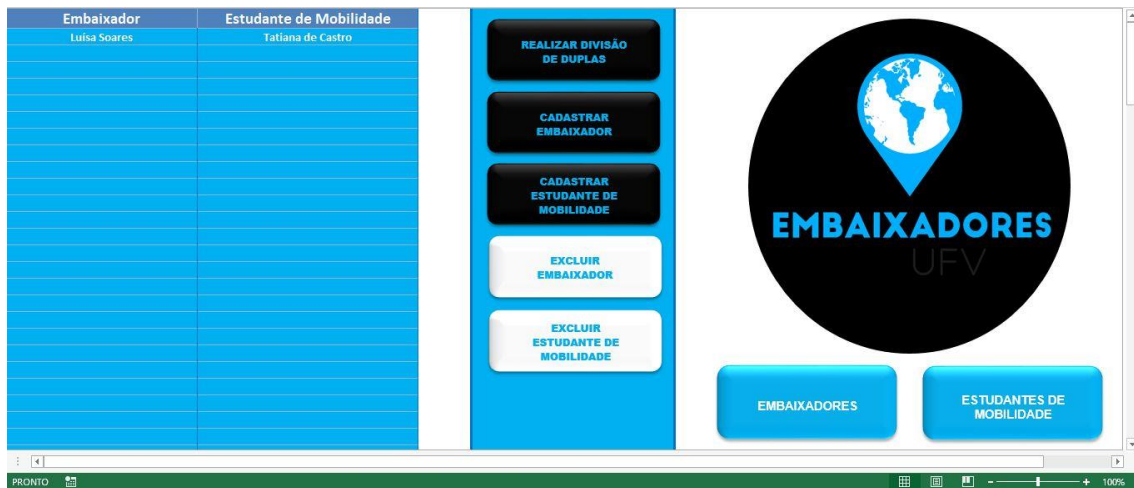 Embaixador Estudante de Mobilidade
Luisa Soares Tatiana de Castro
REALIZAR DIVISÃO
DE DUPLAS
CADASTRAR
EMBAIXADOR
CADASTRAR
ESTUDANTE DE
MOBILIDADE
EXCLUIR
EMBAIXADOR
EXCLUIR
ESTUDANTE DE
MOBILIDADE
EMBAIXADORES
UFV
EMBAIXADORES
ESTUDANTES DE
MOBILIDADE
PRONTO
100%